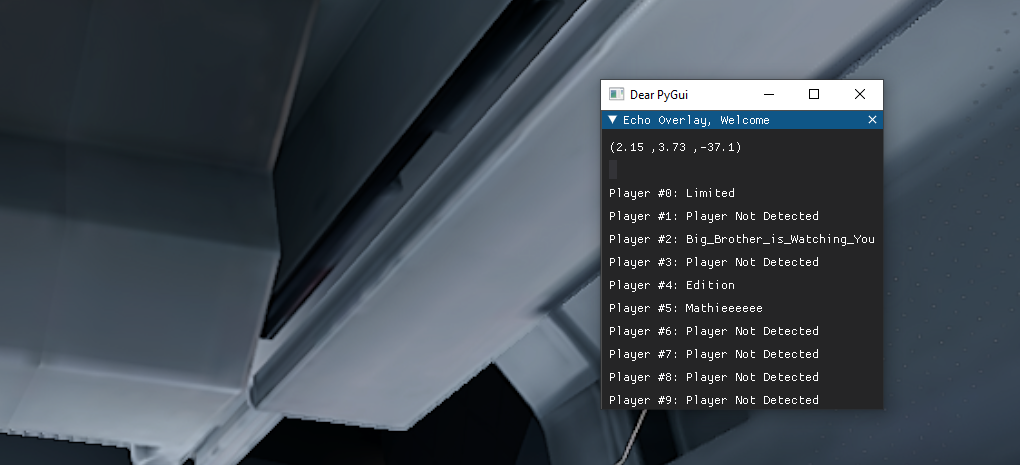 Dear PyGui
Echo Overlay, Welcome
(2.15 ,3.73 ,-37.1)
Player #0: Limited
Player #1: Player Not Detected
Player #2: Big_Brother_is_Watching_You
Player #3: Player Not Detected
Player #4: Edition
Player #5: Mathieeeeee
Player #6: Player Not Detected
Player #7: Player Not Detected
Player #8: Player Not Detected
Player #9: Player Not Detected